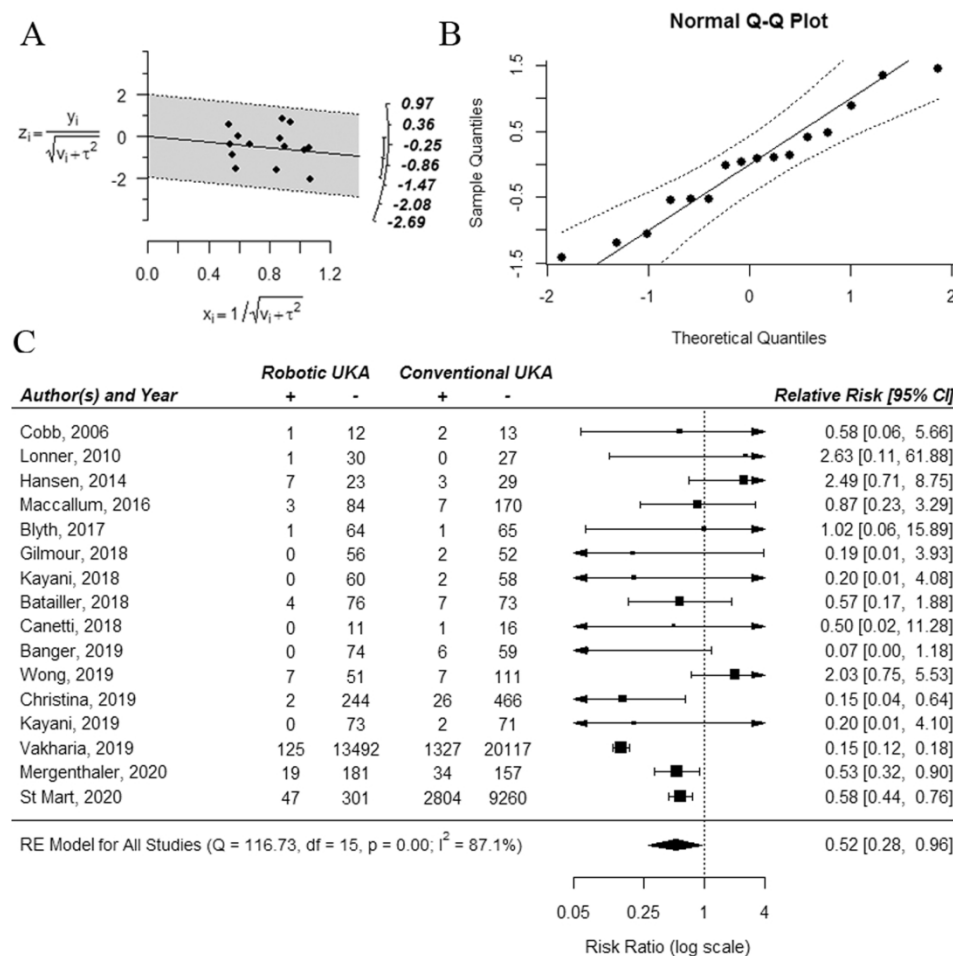 A
z_i = y_i / √(v_i + τ²)
2
0
-2
0.97
0.36
-0.25
-0.86
-1.47
-2.08
-2.69
0.0 0.4 0.8 1.2
x_i = 1/√(v_i + τ²)
B
Normal Q-Q Plot
Sample Quantiles
1.5
0.5
-0.5
-1.5
-2 -1 0 1 2
Theoretical Quantiles
C
Robotic UKA Conventional UKA
Author(s) and Year + - + - Relative Risk [95% CI]
Cobb, 2006 1 12 2 13 0.58 [0.06, 5.66]
Lonner, 2010 1 30 0 27 2.63 [0.11, 61.88]
Hansen, 2014 7 23 3 29 2.49 [0.71, 8.75]
Maccallum, 2016 3 84 7 170 0.87 [0.23, 3.29]
Blyth, 2017 1 64 1 65 1.02 [0.06, 15.89]
Gilmour, 2018 0 56 2 52 0.19 [0.01, 3.93]
Kayani, 2018 0 60 2 58 0.20 [0.01, 4.08]
Batailler, 2018 4 76 7 73 0.57 [0.17, 1.88]
Canetti, 2018 0 11 1 16 0.50 [0.02, 11.28]
Banger, 2019 0 74 6 59 0.07 [0.00, 1.18]
Wong, 2019 7 51 7 111 2.03 [0.75, 5.53]
Christina, 2019 2 244 26 466 0.15 [0.04, 0.64]
Kayani, 2019 0 73 2 71 0.20 [0.01, 4.10]
Vakharia, 2019 125 13492 1327 20117 0.15 [0.12, 0.18]
Mergenthaler, 2020 19 181 34 157 0.53 [0.32, 0.90]
St Mart, 2020 47 301 2804 9260 0.58 [0.44, 0.76]
RE Model for All Studies (Q = 116.73, df = 15, p = 0.00; I² = 87.1%) 0.52 [0.28, 0.96]
0.05 0.25 1 4
Risk Ratio (log scale)